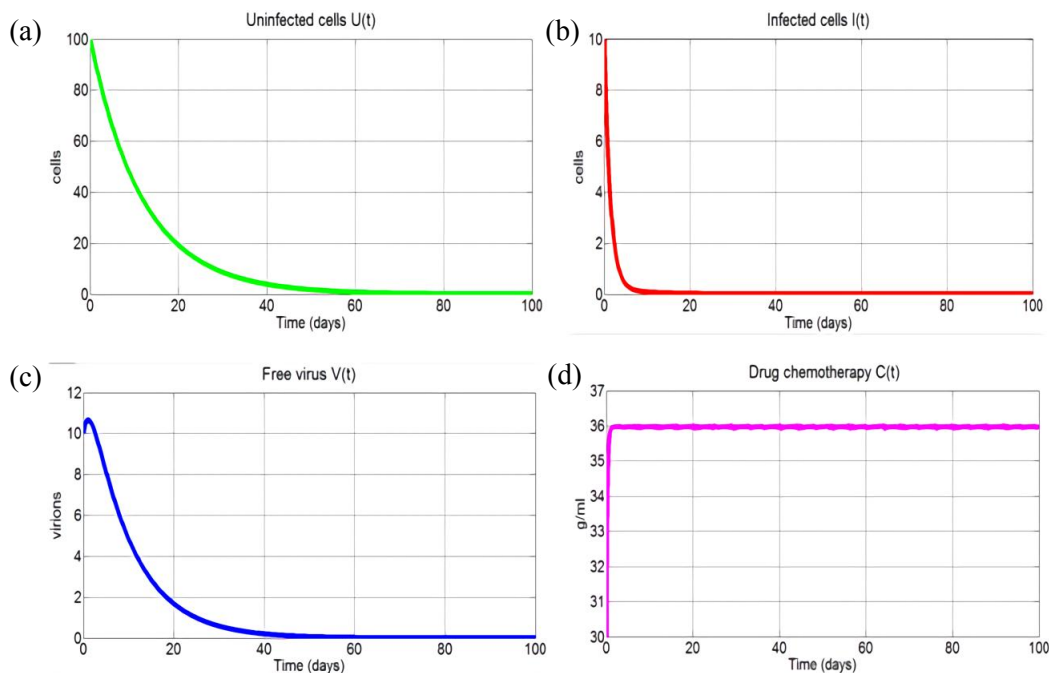 (a)
Uninfected cells U(t)
100
80
60
40
20
0
cells
0 20 40 60 80 100
Time (days)
(b)
Infected cells I(t)
10
8
6
4
2
0
cells
0 20 40 60 80 100
Time (days)
(c)
Free virus V(t)
12
10
8
6
4
2
0
virions
0 20 40 60 80 100
Time (days)
(d)
Drug chemotherapy C(t)
37
36
35
34
33
32
31
30
g/ml
0 20 40 60 80 100
Time (days)